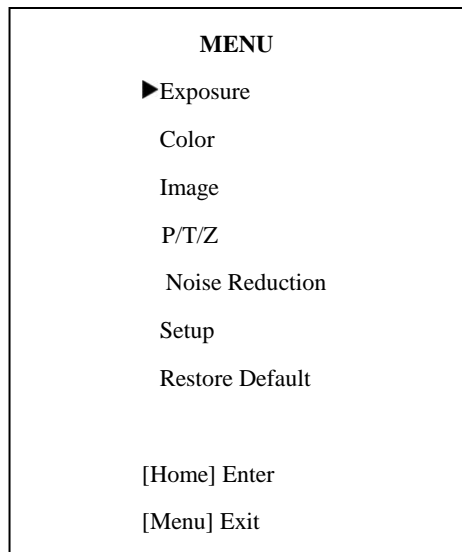 MENU
▶Exposure
Color
Image
P/T/Z
Noise Reduction
Setup
Restore Default
[Home] Enter
[Menu] Exit